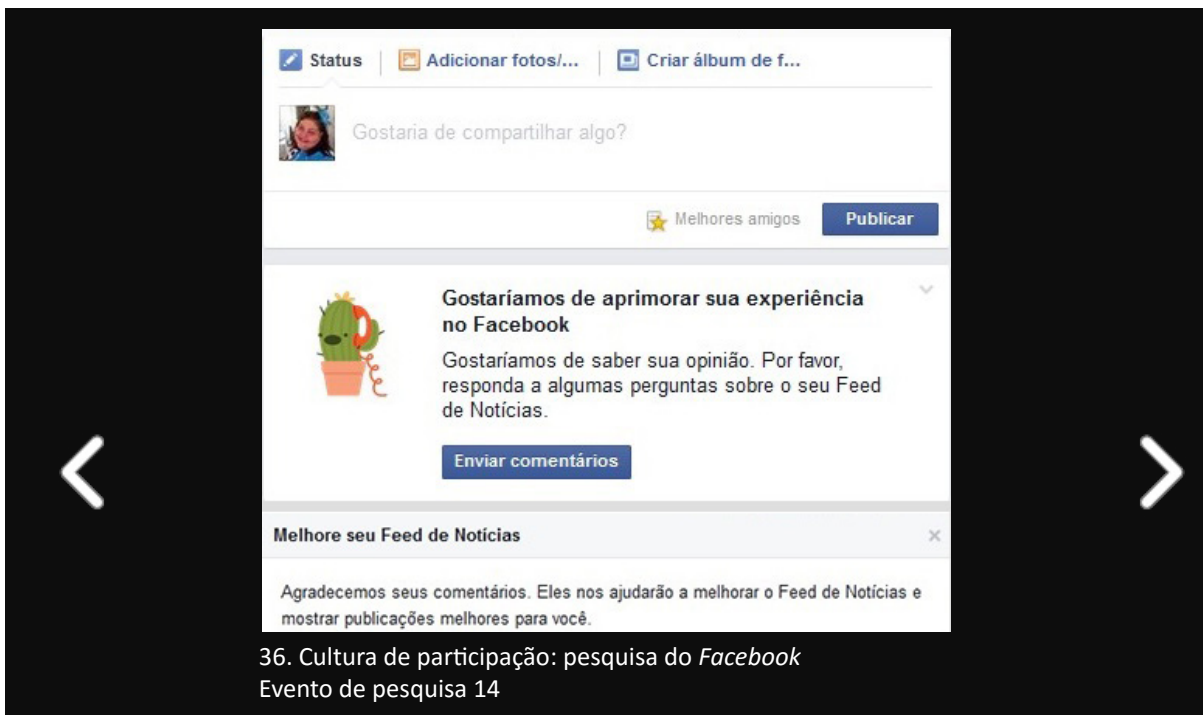 Status Adicionar fotos/... Criar álbum de f...
Gostaria de compartilhar algo?
Melhores amigos Publicar
Gostaríamos de aprimorar sua experiência
no Facebook
Gostaríamos de saber sua opinião. Por favor,
responda a algumas perguntas sobre o seu Feed
de Notícias.
Enviar comentários
Melhore seu Feed de Notícias
Agradecemos seus comentários. Eles nos ajudarão a melhorar o Feed de Notícias e
mostrar publicações melhores para você.
36. Cultura de participação: pesquisa do Facebook
Evento de pesquisa 14